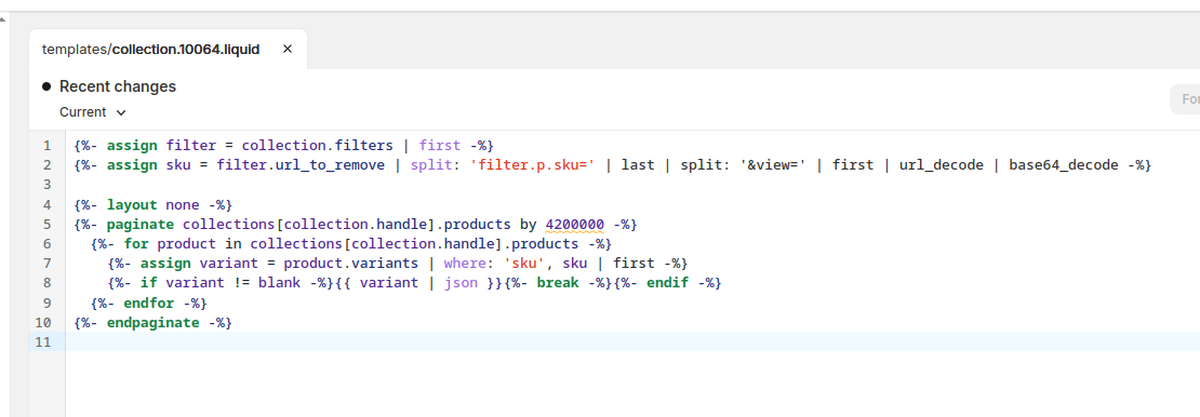 templates/collection.10064.liquid ×
Recent changes
Current
For
1 {%- assign filter = collection.filters | first -%}
2 {%- assign sku = filter.url_to_remove | split: 'filter.p.sku=' | last | split: '&view=' | first | url_decode | base64_decode -%}
3
4 {%- layout none -%}
5 {%- paginate collections[collection.handle].products by 4200000 -%}
6 {%- for product in collections[collection.handle].products -%}
7 {%- assign variant = product.variants | where: 'sku', sku | first -%}
8 {%- if variant != blank -%}{{ variant | json }}{%- break -%}{%- endif -%}
9 {%- endfor -%}
10 {%- endpaginate -%}
11